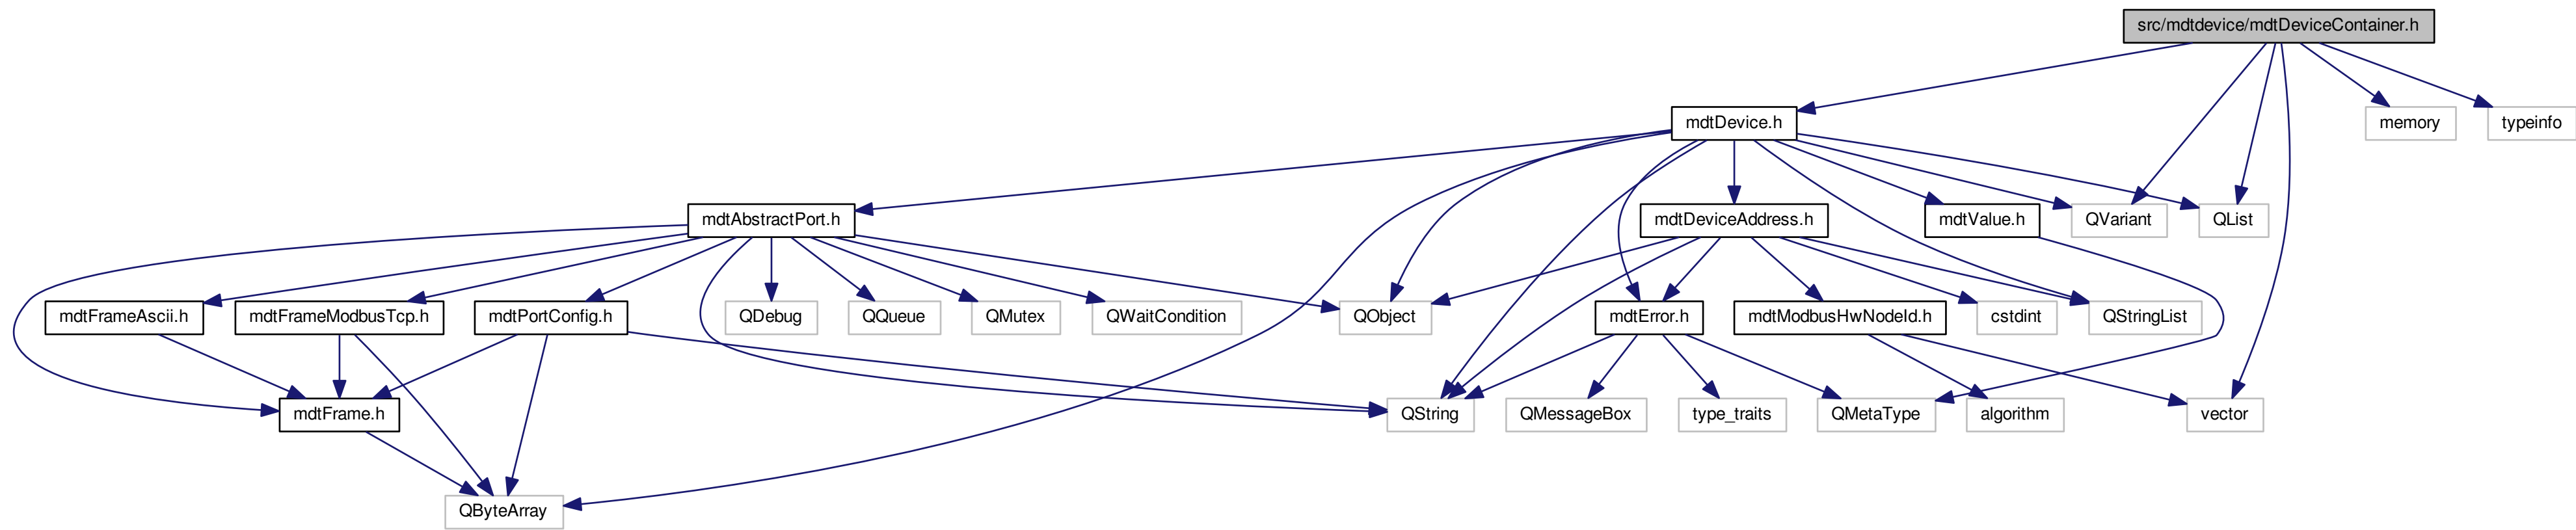 src/mdtdevice/mdtDeviceContainer.h
mdtDevice.h
memory
typeinfo
mdtAbstractPort.h
mdtDeviceAddress.h
mdtValue.h
QVariant
QList
mdtFrameAscii.h
mdtFrameModbusTcp.h
mdtPortConfig.h
QDebug
QQueue
QMutex
QWaitCondition
QObject
mdtError.h
mdtModbusHwNodeId.h
cstdint
QStringList
mdtFrame.h
QString
QMessageBox
type_traits
QMetaType
algorithm
vector
QByteArray